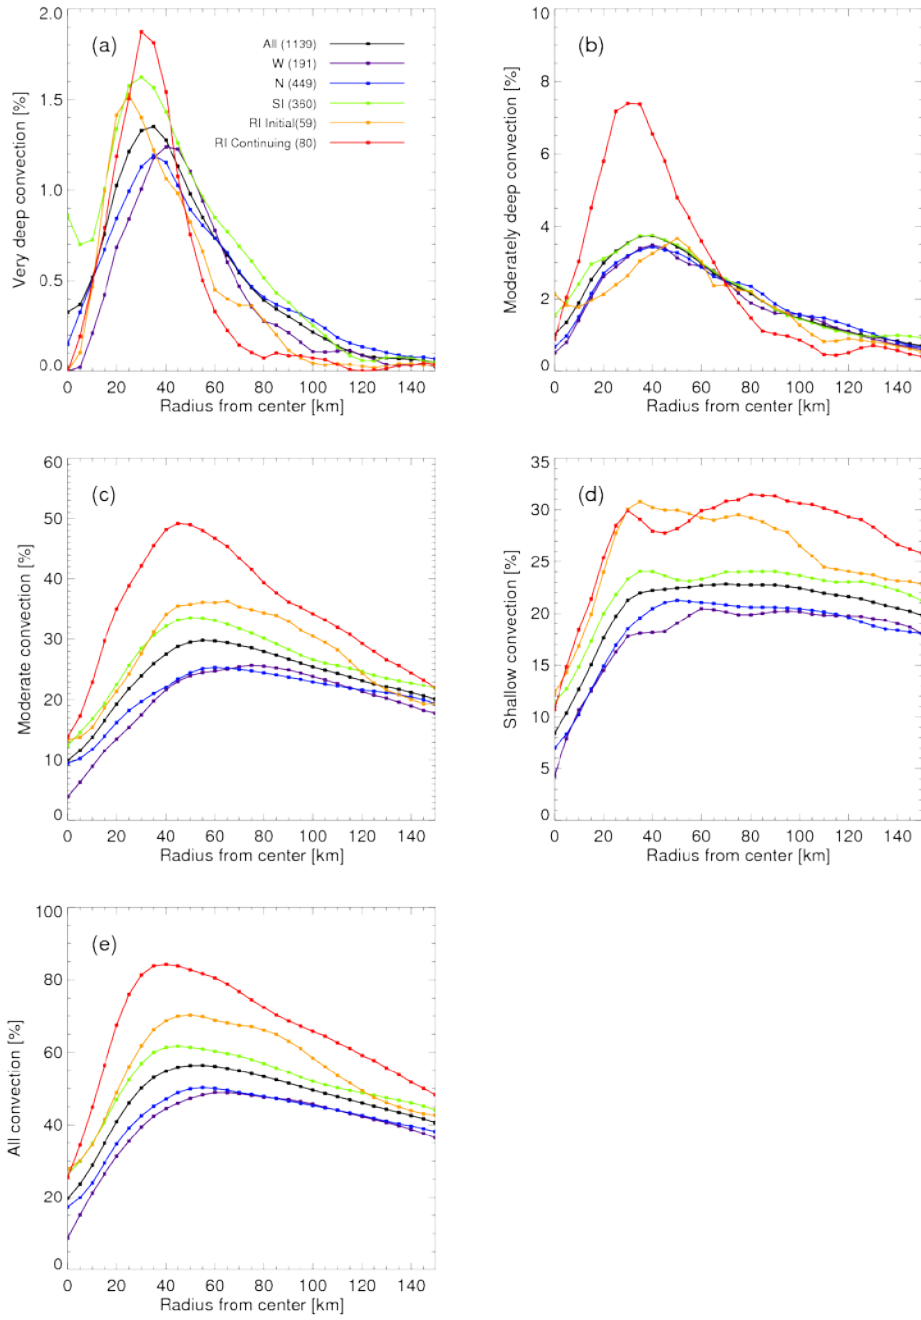 (a)
Very deep convection [%]
2.0
1.5
1.0
0.5
0.0
All (1139)
W (191)
N (449)
SI (360)
RI Initial(59)
RI Continuing (80)
0 20 40 60 80 100 120 140
Radius from center [km]
(b)
Moderately deep convection [%]
10
8
6
4
2
0
0 20 40 60 80 100 120 140
Radius from center [km]
(c)
Moderate convection [%]
60
50
40
30
20
10
0
0 20 40 60 80 100 120 140
Radius from center [km]
(d)
Shallow convection [%]
35
30
25
20
15
10
5
0
0 20 40 60 80 100 120 140
Radius from center [km]
(e)
All convection [%]
100
80
60
40
20
0
0 20 40 60 80 100 120 140
Radius from center [km]